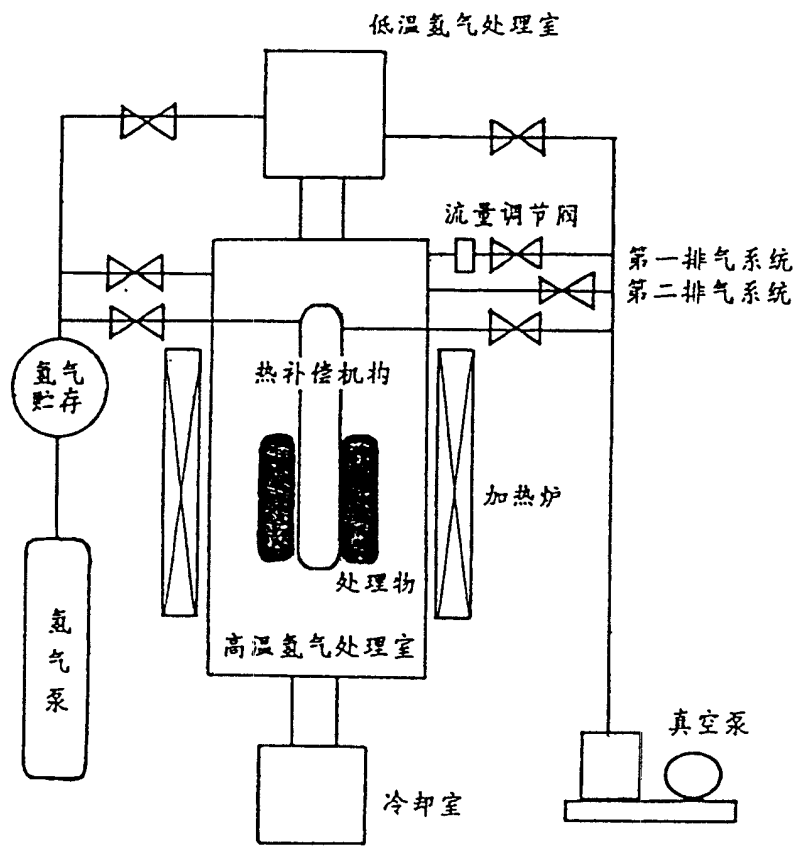 低温氢气处理室
流量调节阀
第一排气系统
第二排气系统
热补偿机构
氢气
贮存
加热炉
处理物
氢气泵
高温氢气处理室
真空泵
冷却室